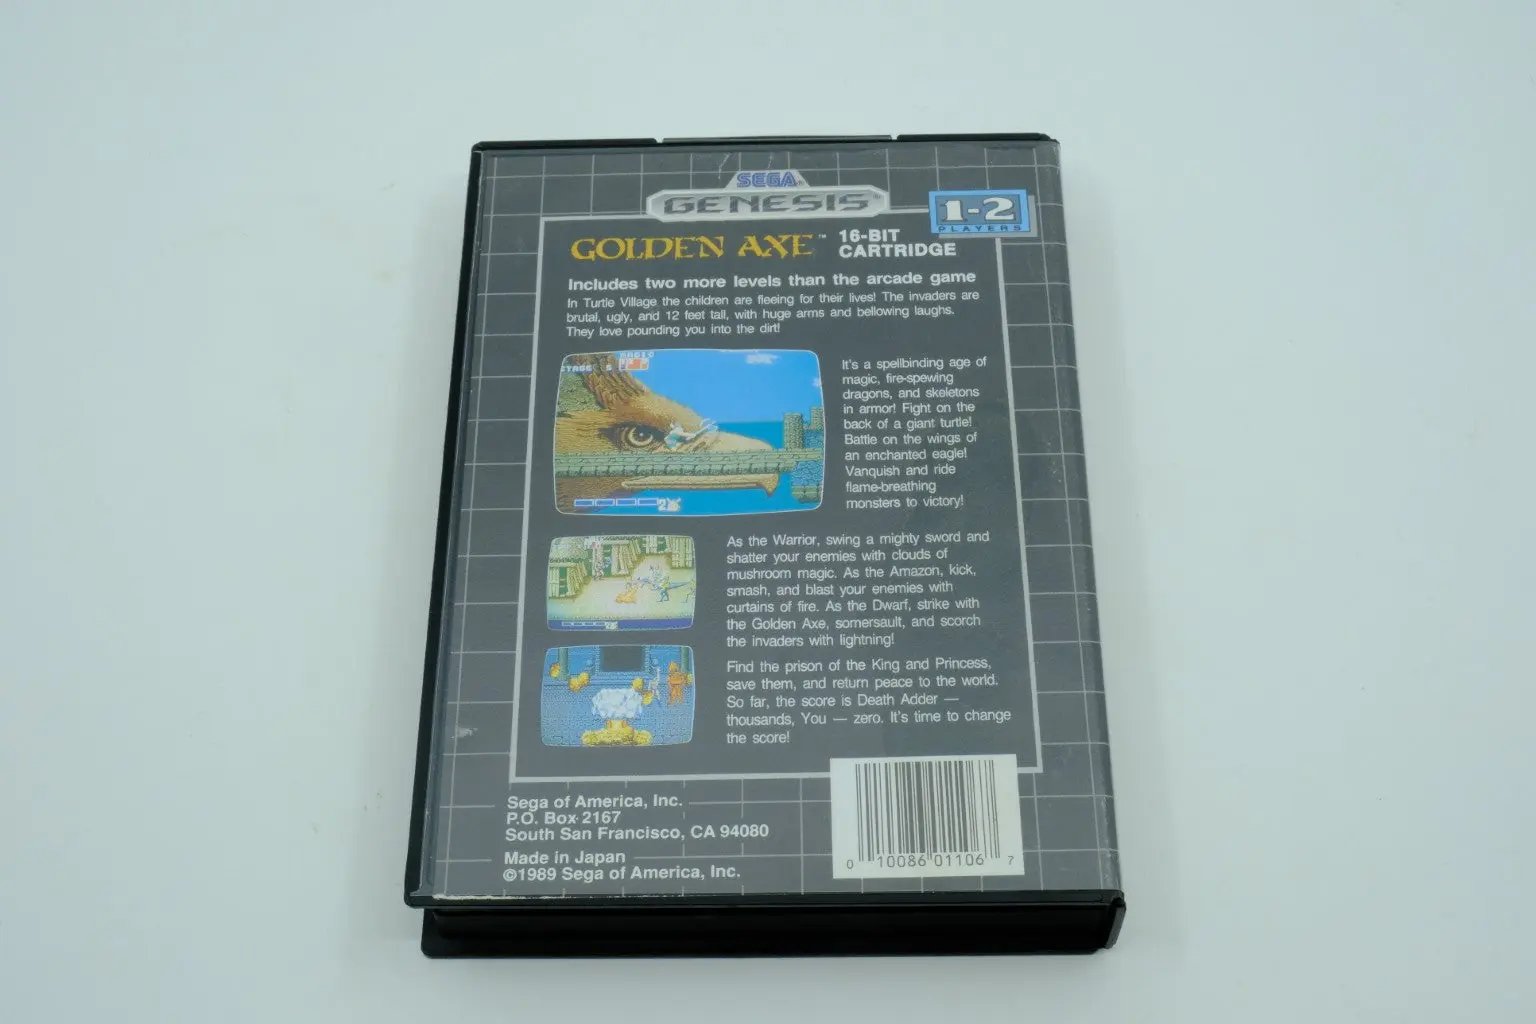 SEGA
GENESIS
1-2
PLAYERS
GOLDEN AXE™ 16-BIT
CARTRIDGE
Includes two more levels than the arcade game
In Turtle Village the children are fleeing for their lives! The invaders are
brutal, ugly, and 12 feet tall, with huge arms and bellowing laughs.
They love pounding you into the dirt!
MAGIC
STAGE 5
It's a spellbinding age of
magic, fire-spewing
dragons, and skeletons
in armor! Fight on the
back of a giant turtle!
Battle on the wings of
an enchanted eagle!
Vanquish and ride
flame-breathing
monsters to victory!
As the Warrior, swing a mighty sword and
shatter your enemies with clouds of
mushroom magic. As the Amazon, kick,
smash, and blast your enemies with
curtains of fire. As the Dwarf, strike with
the Golden Axe, somersault, and scorch
the invaders with lightning!
Find the prison of the King and Princess,
save them, and return peace to the world.
So far, the score is Death Adder —
thousands, You — zero. It's time to change
the score!
Sega of America, Inc.
P.O. Box 2167
South San Francisco, CA 94080
Made in Japan
©1989 Sega of America, Inc.
0 10086 01106 7